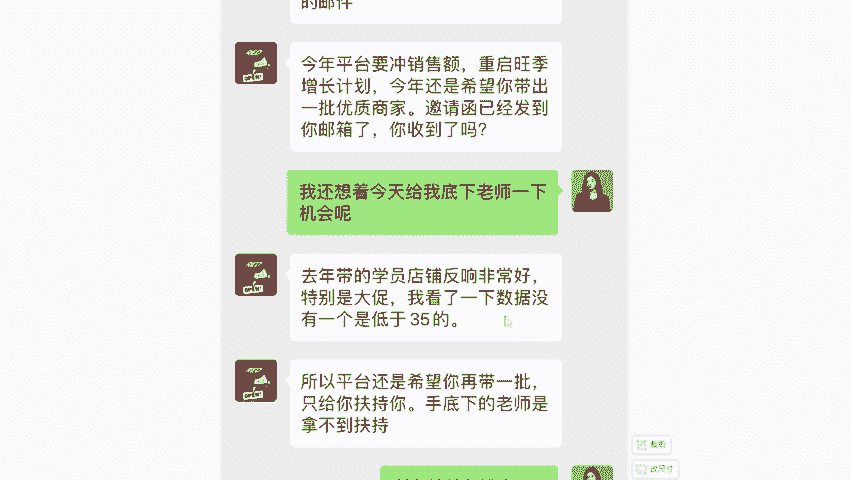 的邮件
今年平台要冲销售额，重启旺季
增长计划，今年还是希望你带出
一批优质商家。邀请函已经发到
你邮箱了，你收到了吗？
我还想着今天给我底下老师一下
机会呢
去年带的学员店铺反响非常好，
特别是大促，我看了一下数据没
有一个是低于35的。
所以平台还是希望你再带一批，
只给你扶持你。手底下的老师是
拿不到扶持